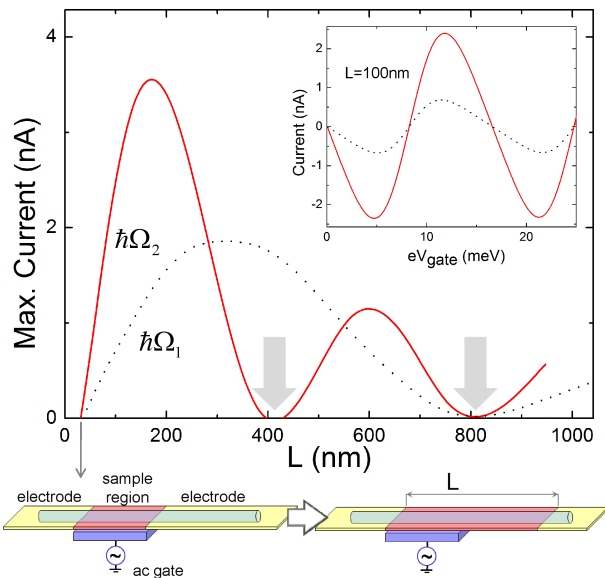 Max. Current (nA)
4
2
0
0
200
400
600
800
1000
L (nm)
ℏΩ₂
ℏΩ₁
Current (nA)
2
1
0
-1
-2
0
10
20
eV_gate (meV)
L=100nm
electrode
sample
region
electrode
ac gate
~
L
~